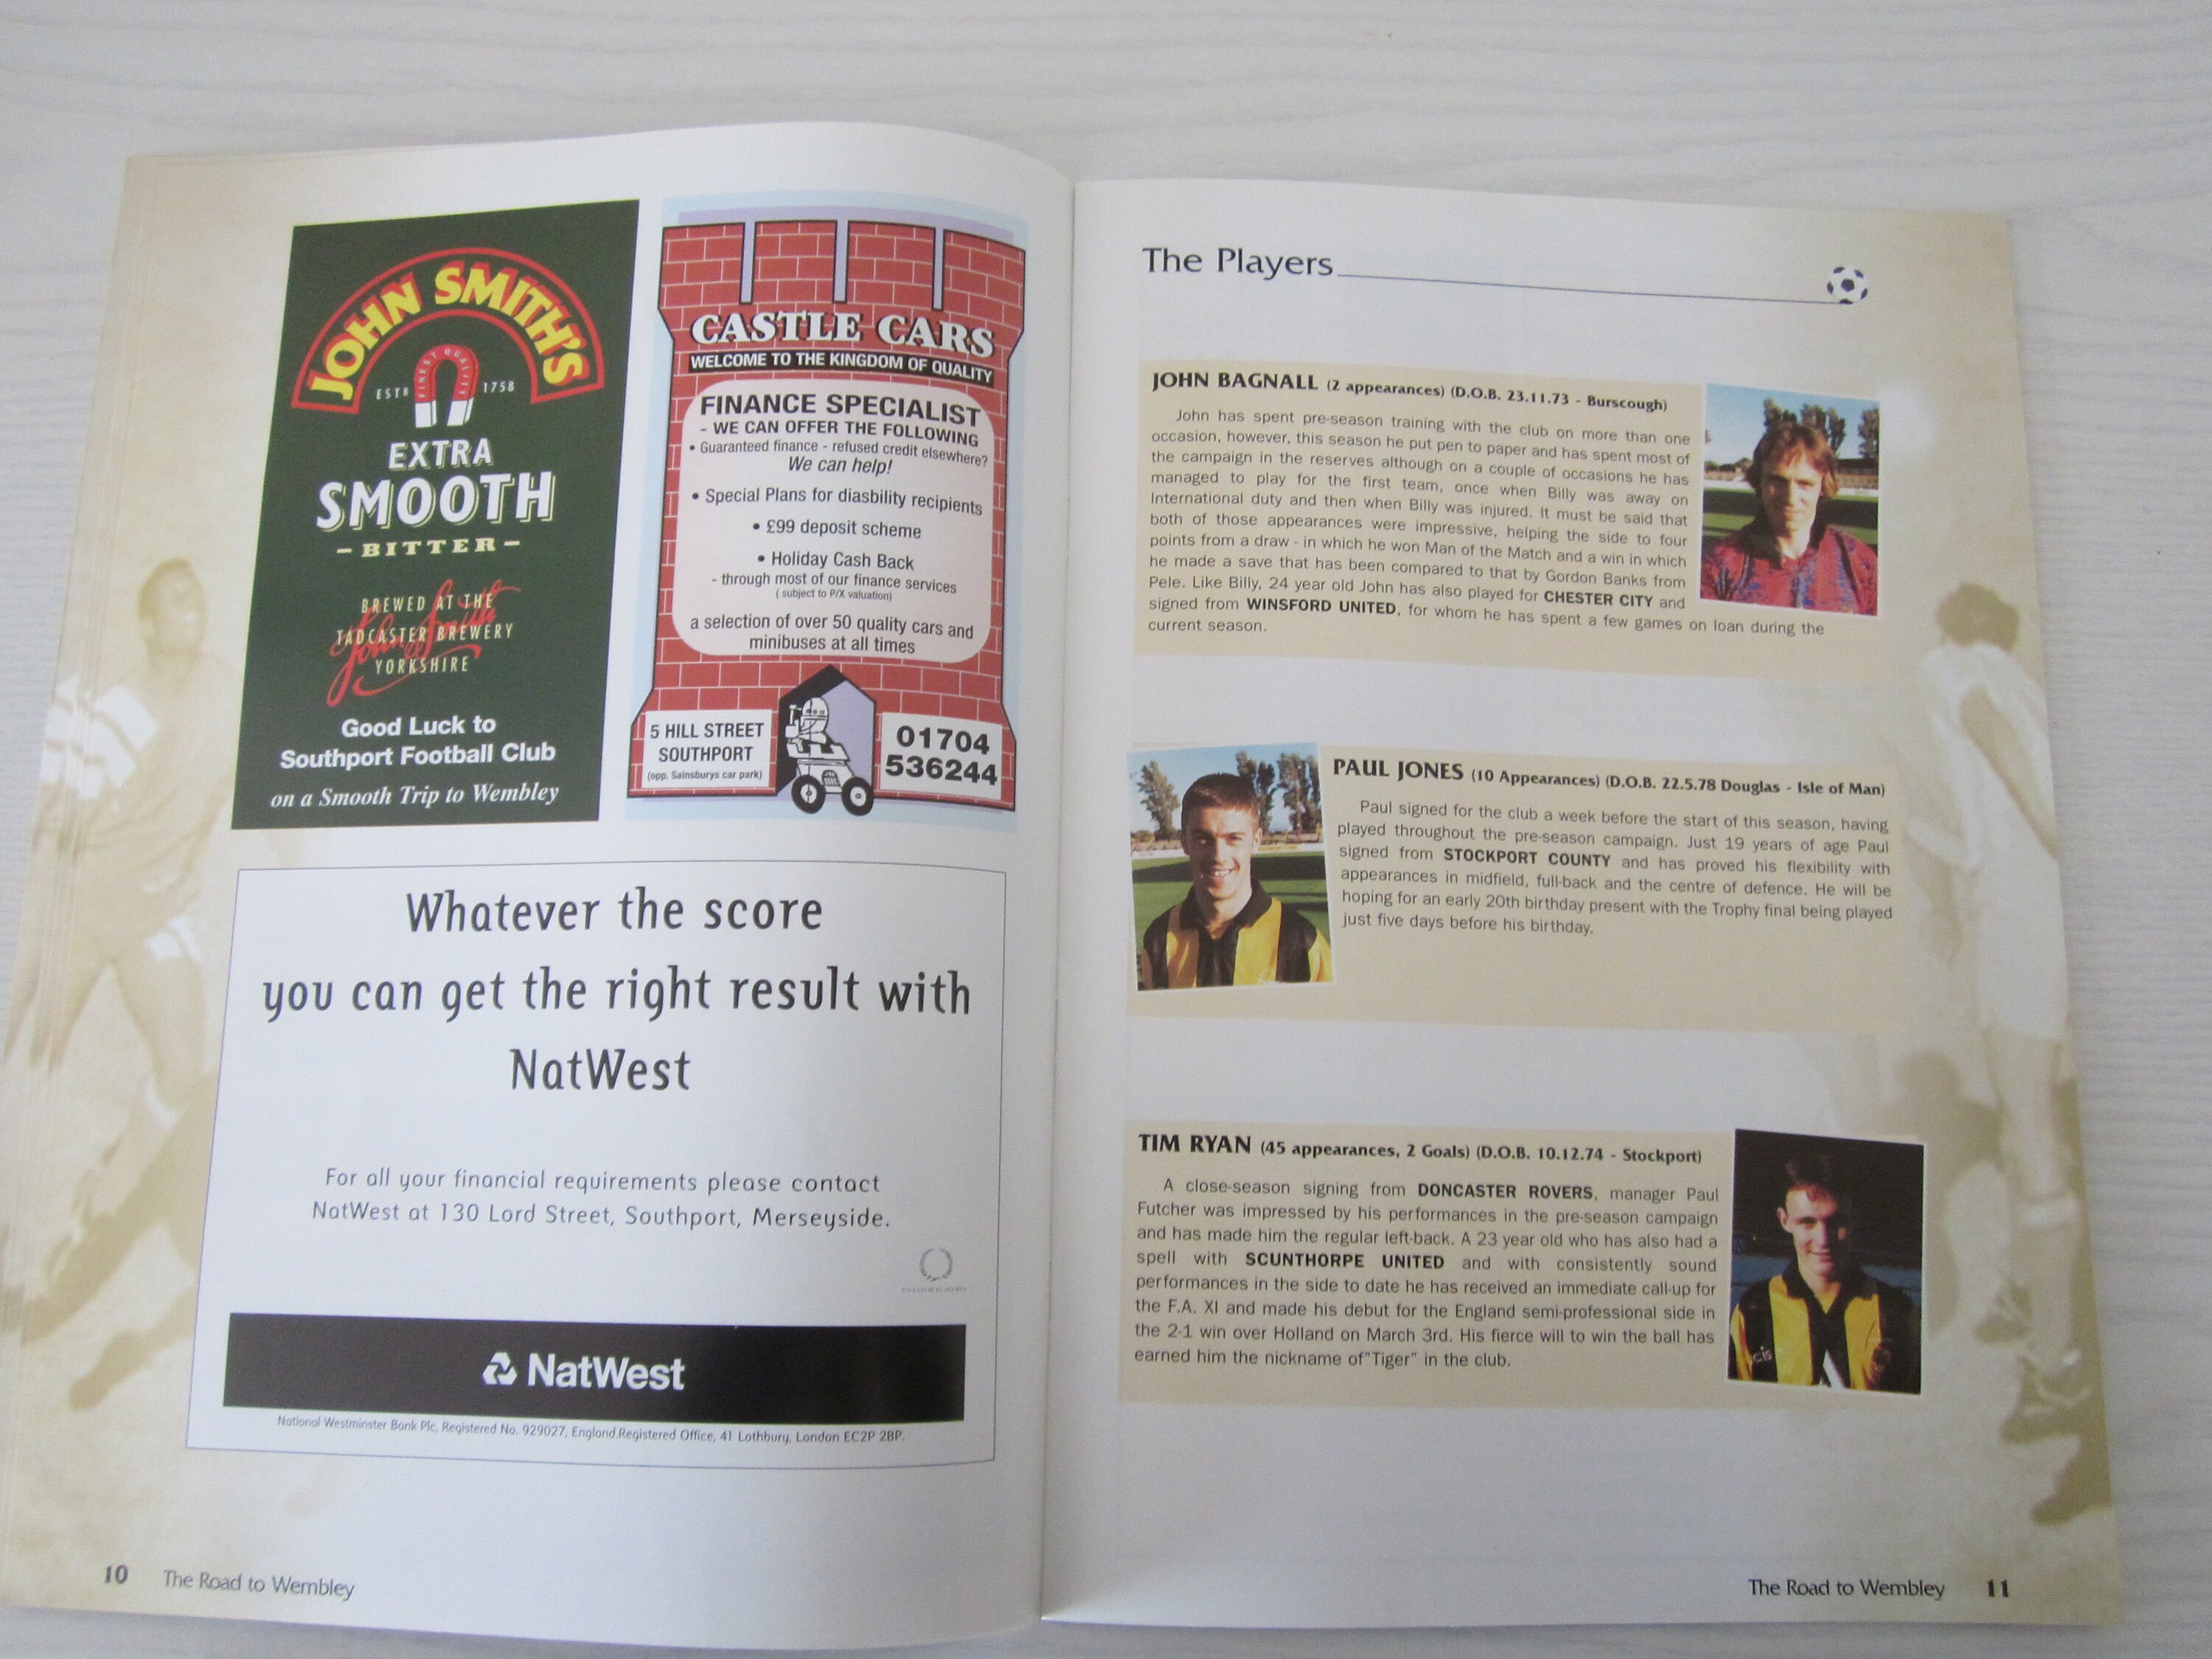 JOHN SMITH'S
ESTB
FINEST QUALITY
1758
EXTRA
SMOOTH
- BITTER -
BREWED AT THE
TADCASTER BREWERY
YORKSHIRE
John Smith
Good Luck to
Southport Football Club
on a Smooth Trip to Wembley
CASTLE CARS
WELCOME TO THE KINGDOM OF QUALITY
FINANCE SPECIALIST
- WE CAN OFFER THE FOLLOWING
• Guaranteed finance - refused credit elsewhere?
We can help!
• Special Plans for diasbility recipients
• £99 deposit scheme
• Holiday Cash Back
- through most of our finance services
( subject to P/X valuation)
a selection of over 50 quality cars and
minibuses at all times
5 HILL STREET
SOUTHPORT
(opp. Sainsburys car park)
01704
536244
Whatever the score
you can get the right result with
NatWest
For all your financial requirements please contact
NatWest at 130 Lord Street, Southport, Merseyside.
NatWest
National Westminster Bank Plc, Registered No. 929027, England.Registered Office, 41 Lothbury, London EC2P 2BP.
10 The Road to Wembley
The Players
JOHN BAGNALL (2 appearances) (D.O.B. 23.11.73 - Burscough)
John has spent pre-season training with the club on more than one
occasion, however, this season he put pen to paper and has spent most of
the campaign in the reserves although on a couple of occasions he has
managed to play for the first team, once when Billy was away on
International duty and then when Billy was injured. It must be said that
both of those appearances were impressive, helping the side to four
points from a draw - in which he won Man of the Match and a win in which
he made a save that has been compared to that by Gordon Banks from
Pele. Like Billy, 24 year old John has also played for CHESTER CITY and
signed from WINSFORD UNITED, for whom he has spent a few games on loan during the
current season.
PAUL JONES (10 Appearances) (D.O.B. 22.5.78 Douglas - Isle of Man)
Paul signed for the club a week before the start of this season, having
played throughout the pre-season campaign. Just 19 years of age Paul
signed from STOCKPORT COUNTY and has proved his flexibility with
appearances in midfield, full-back and the centre of defence. He will be
hoping for an early 20th birthday present with the Trophy final being played
just five days before his birthday.
TIM RYAN (45 appearances, 2 Goals) (D.O.B. 10.12.74 - Stockport)
A close-season signing from DONCASTER ROVERS, manager Paul
Futcher was impressed by his performances in the pre-season campaign
and has made him the regular left-back. A 23 year old who has also had a
spell with SCUNTHORPE UNITED and with consistently sound
performances in the side to date he has received an immediate call-up for
the F.A. XI and made his debut for the England semi-professional side in
the 2-1 win over Holland on March 3rd. His fierce will to win the ball has
earned him the nickname of"Tiger" in the club.
cis
The Road to Wembley 11